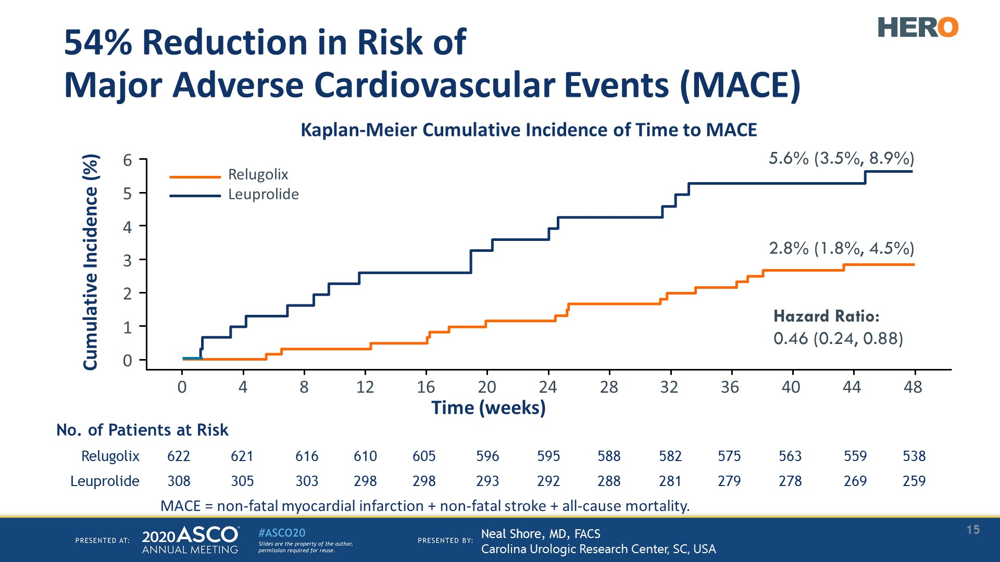 HERO
54% Reduction in Risk of
Major Adverse Cardiovascular Events (MACE)
Kaplan-Meier Cumulative Incidence of Time to MACE
Cumulative Incidence (%)
6
5
4
3
2
1
0
Relugolix
Leuprolide
5.6% (3.5%, 8.9%)
2.8% (1.8%, 4.5%)
Hazard Ratio:
0.46 (0.24, 0.88)
0 4 8 12 16 20 24 28 32 36 40 44 48
Time (weeks)
No. of Patients at Risk
Relugolix 622 621 616 610 605 596 595 588 582 575 563 559 538
Leuprolide 308 305 303 298 298 293 292 288 281 279 278 269 259
MACE = non-fatal myocardial infarction + non-fatal stroke + all-cause mortality.
PRESENTED AT:
2020 ASCO
ANNUAL MEETING
#ASCO20
Slides are the property of the author,
permission required for reuse.
PRESENTED BY:
Neal Shore, MD, FACS
Carolina Urologic Research Center, SC, USA
15